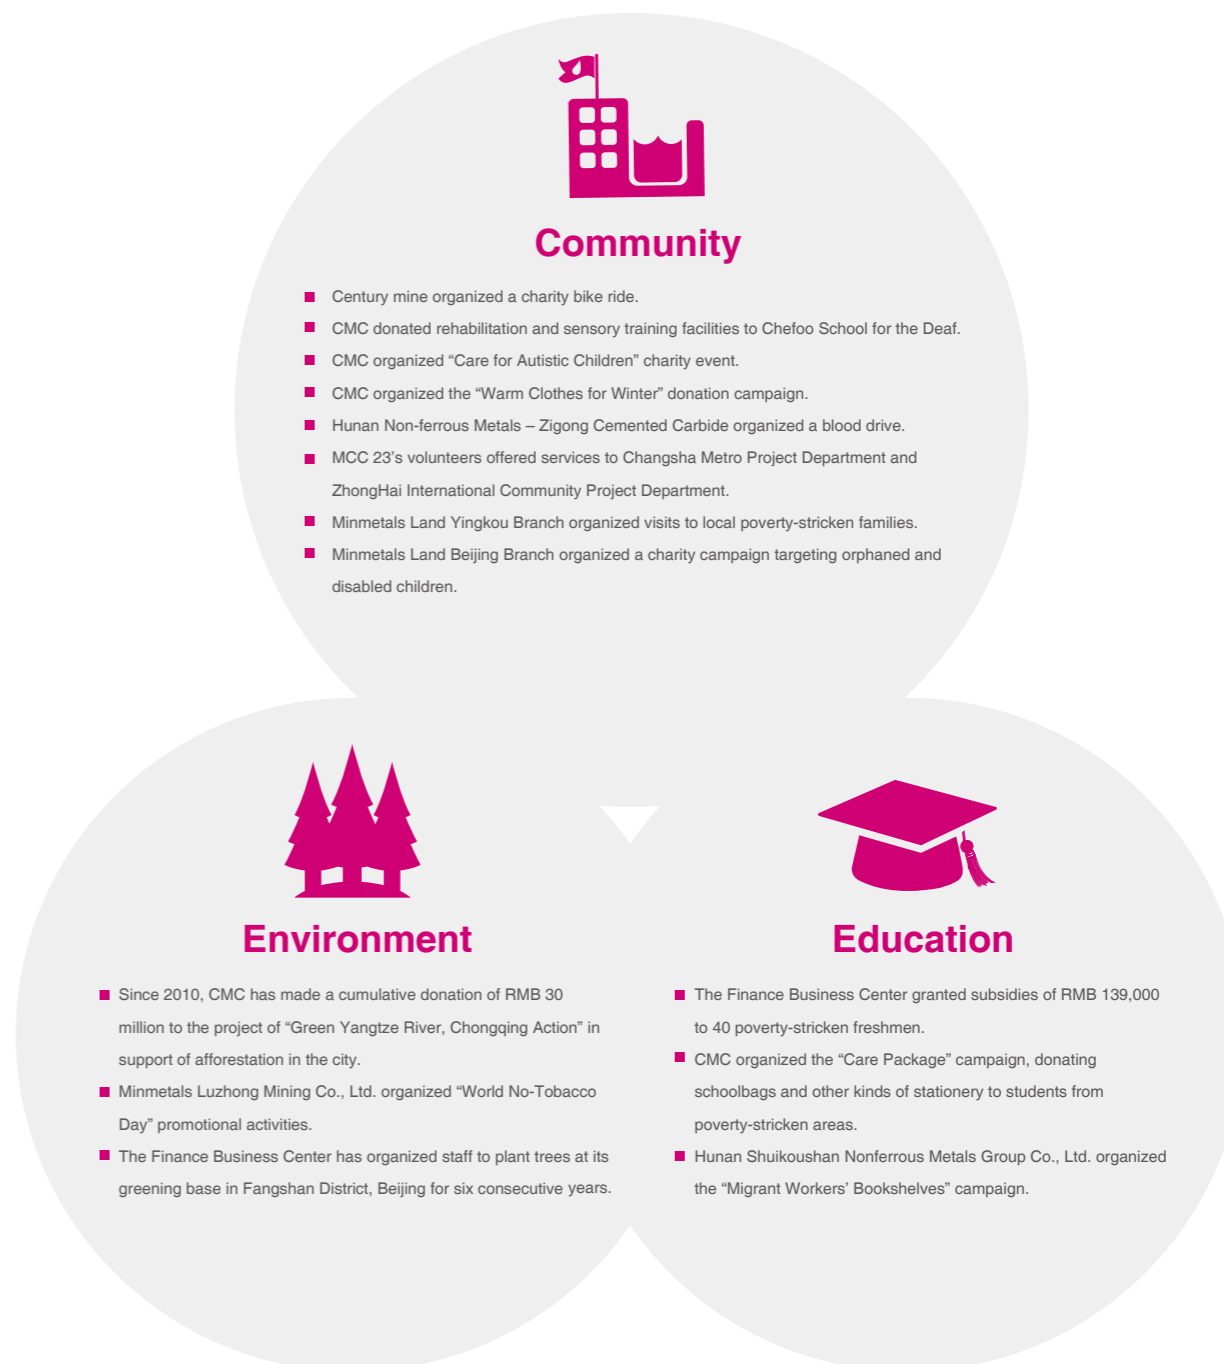 Community
Century mine organized a charity bike ride.
CMC donated rehabilitation and sensory training facilities to Chefoo School for the Deaf.
CMC organized “Care for Autistic Children” charity event.
CMC organized the “Warm Clothes for Winter” donation campaign.
Hunan Non-ferrous Metals – Zigong Cemented Carbide organized a blood drive.
MCC 23’s volunteers offered services to Changsha Metro Project Department and
ZhongHai International Community Project Department.
Minmetals Land Yingkou Branch organized visits to local poverty-stricken families.
Minmetals Land Beijing Branch organized a charity campaign targeting orphaned and
disabled children.
Environment
Since 2010, CMC has made a cumulative donation of RMB 30
million to the project of “Green Yangtze River, Chongqing Action” in
support of afforestation in the city.
Minmetals Luzhong Mining Co., Ltd. organized “World No-Tobacco
Day” promotional activities.
The Finance Business Center has organized staff to plant trees at its
greening base in Fangshan District, Beijing for six consecutive years.
Education
The Finance Business Center granted subsidies of RMB 139,000
to 40 poverty-stricken freshmen.
CMC organized the “Care Package” campaign, donating
schoolbags and other kinds of stationery to students from
poverty-stricken areas.
Hunan Shuikoushan Nonferrous Metals Group Co., Ltd. organized
the “Migrant Workers’ Bookshelves” campaign.